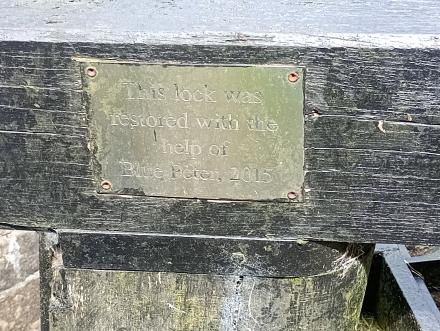 This lock was
restored with the
help of
Blue Peter, 2015